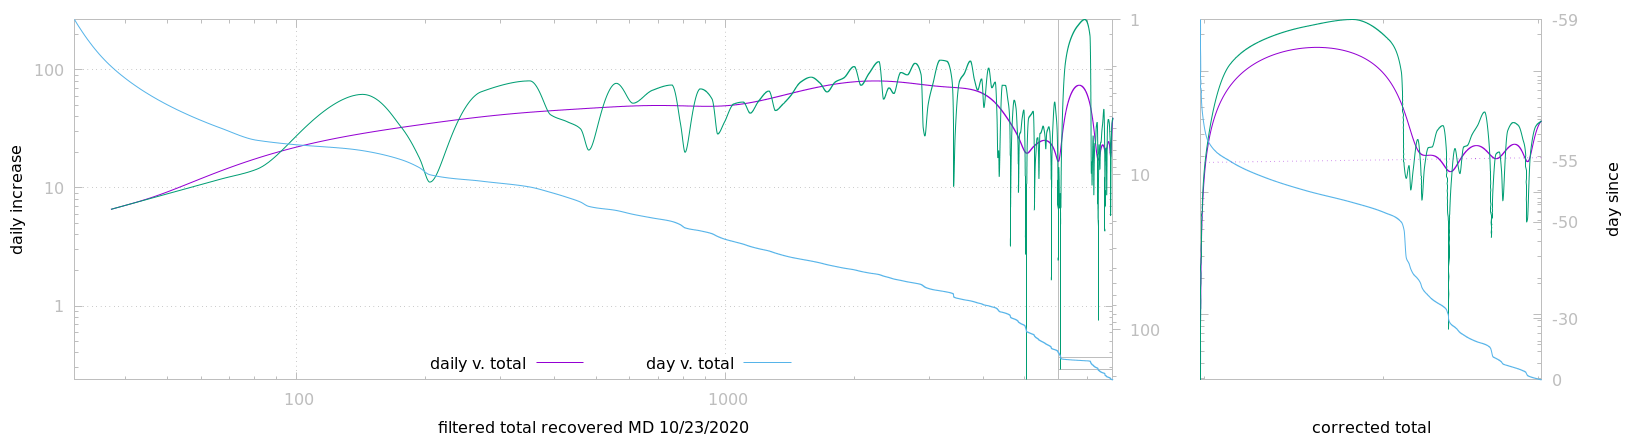 1
-59
100
daily increase
10
-55
10
day since
-50
1
-30
100
daily v. total
day v. total
0
100
1000
filtered total recovered MD 10/23/2020
corrected total